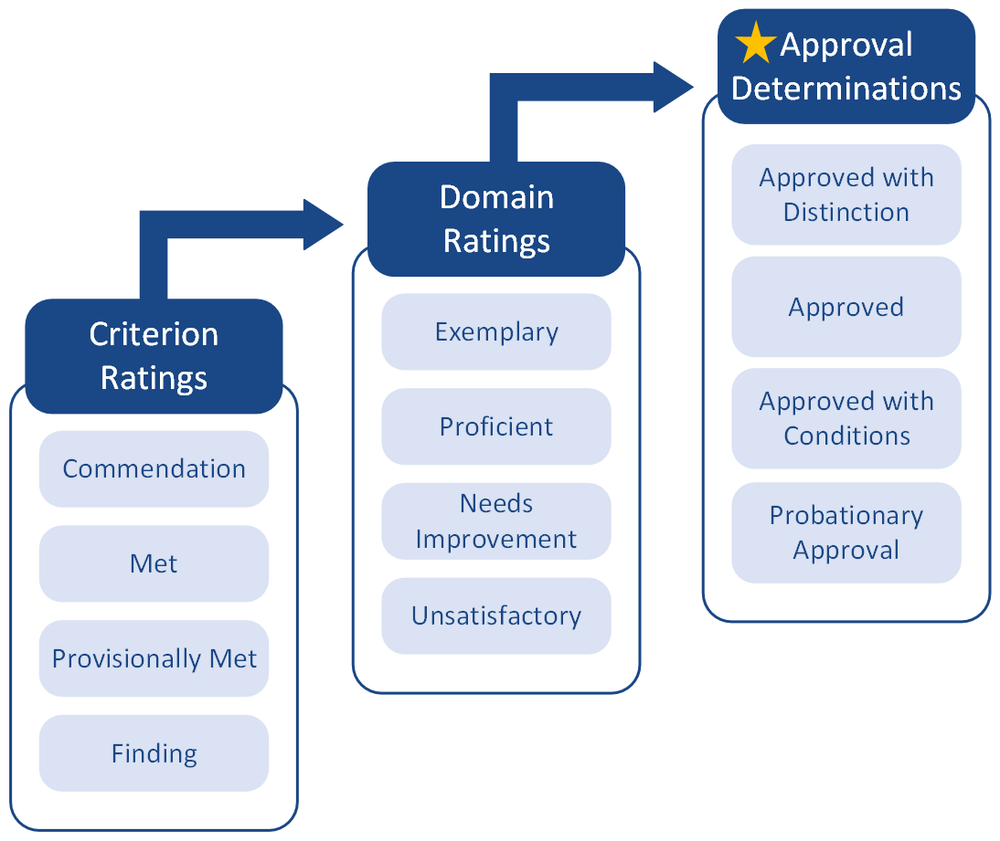 Approval
Determinations
Approved with
Distinction
Approved
Approved with
Conditions
Probationary
Approval
Domain
Ratings
Exemplary
Proficient
Needs
Improvement
Unsatisfactory
Criterion
Ratings
Commendation
Met
Provisionally Met
Finding